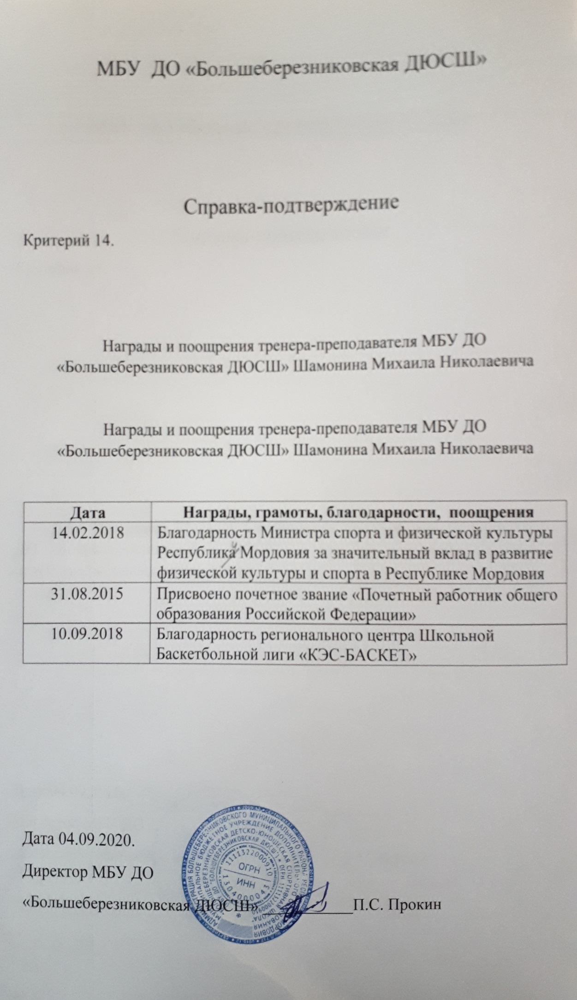 МБУ ДО «Большеберезниковская ДЮСШ»
Справка-подтверждение
Критерий 14.
Награды и поощрения тренера-преподавателя МБУ ДО
«Большеберезниковская ДЮСШ» Шамонина Михаила Николаевича
Награды и поощрения тренера-преподавателя МБУ ДО
«Большеберезниковская ДЮСШ» Шамонина Михаила Николаевича
Дата Награды, грамоты, благодарности, поощрения
14.02.2018 Благодарность Министра спорта и физической культуры
Республика Мордовия за значительный вклад в развитие
физической культуры и спорта в Республике Мордовия
31.08.2015 Присвоено почетное звание «Почетный работник общего
образования Российской Федерации»
10.09.2018 Благодарность регионального центра Школьной
Баскетбольной лиги «КЭС-БАСКЕТ»
Дата 04.09.2020.
Директор МБУ ДО
«Большеберезниковская ДЮСШ» П.С. Прокин
1111322000910
ОГРН
ИНН
1304000043